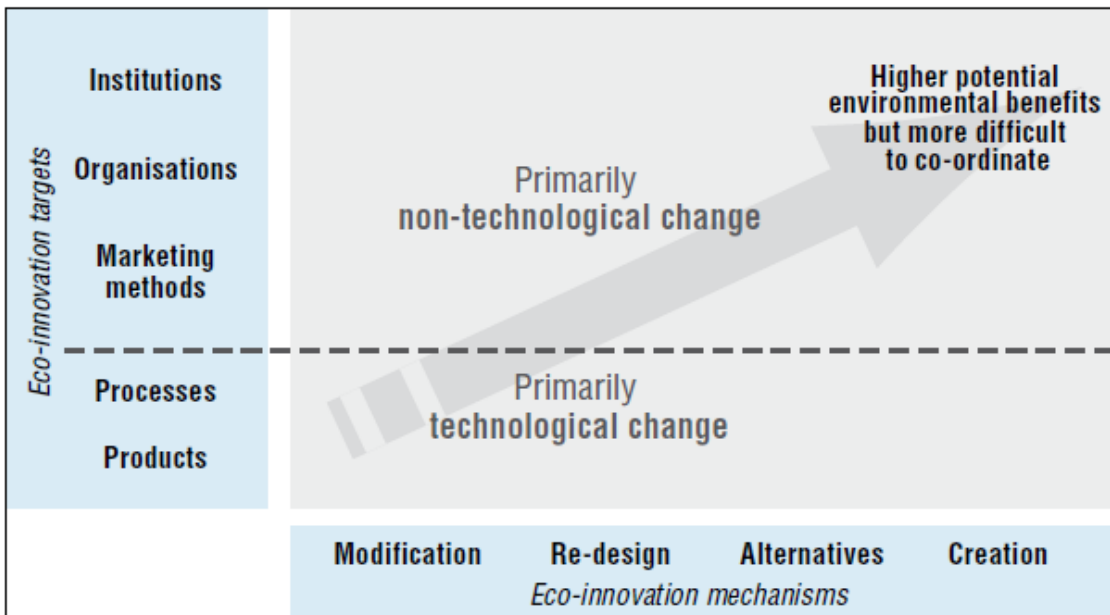 Eco-innovation targets
Institutions
Organisations
Marketing
methods
Processes
Products
Primarily
non-technological change
Higher potential
environmental benefits
but more difficult
to co-ordinate
Primarily
technological change
Modification
Re-design
Alternatives
Creation
Eco-innovation mechanisms